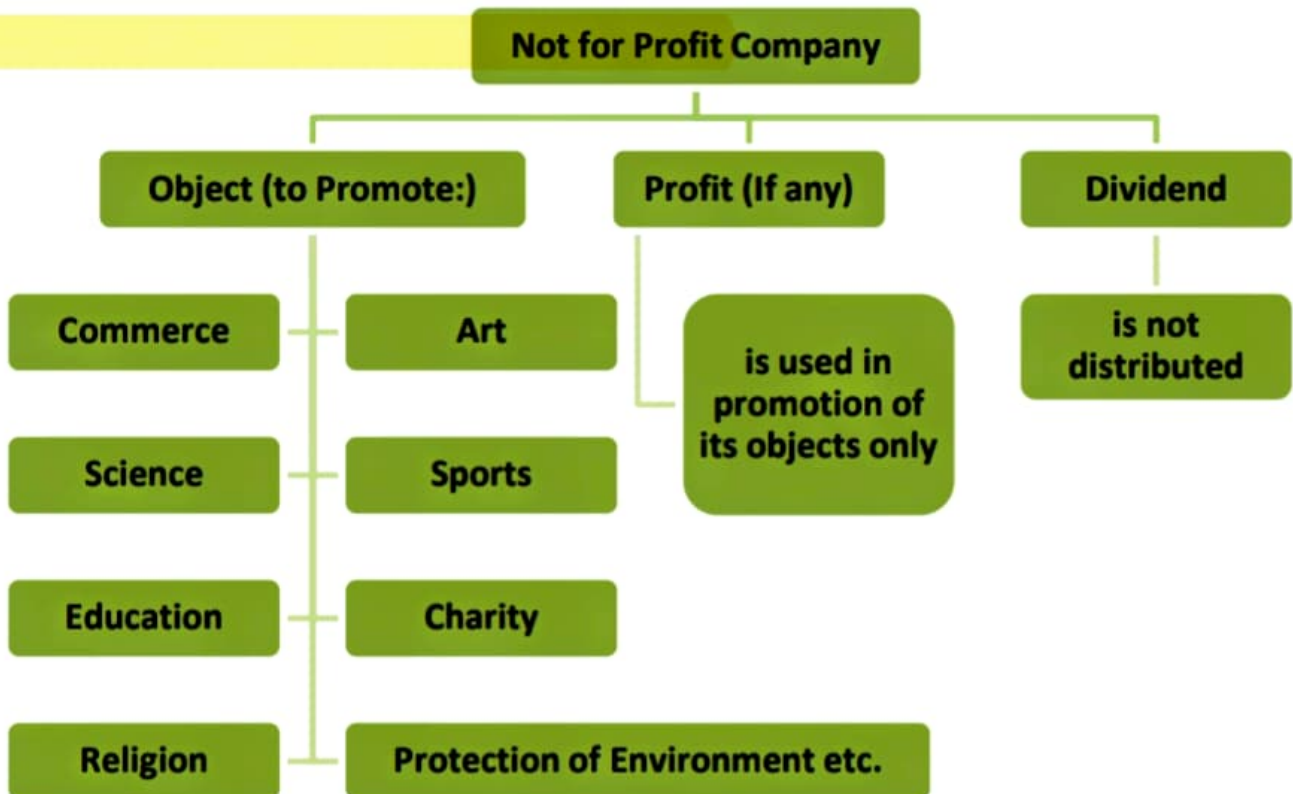 Not for Profit Company
Object (to Promote:)
Profit (If any)
Dividend
Commerce
Art
is used in
promotion of
its objects only
is not
distributed
Science
Sports
Education
Charity
Religion
Protection of Environment etc.